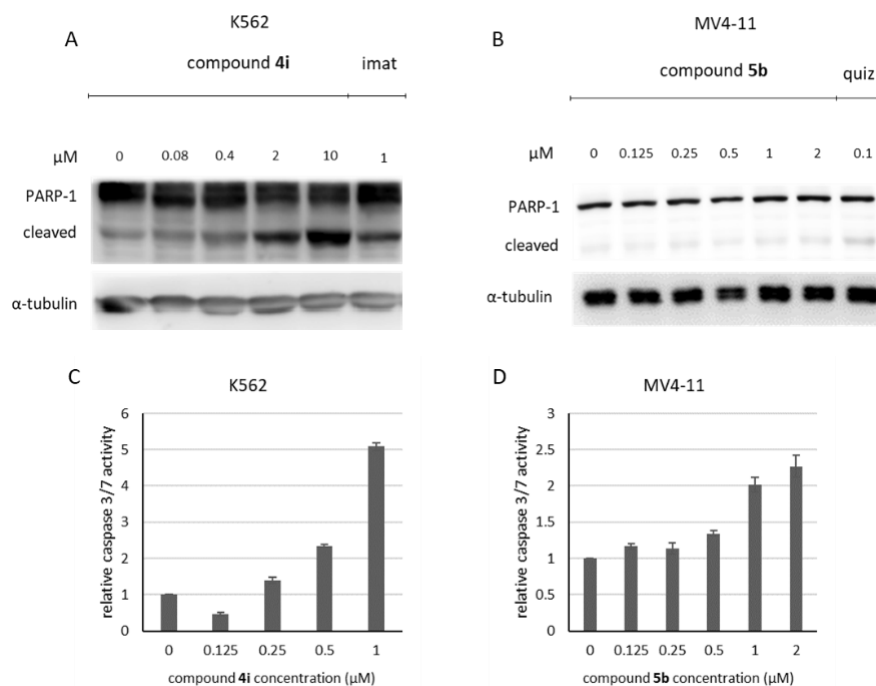 A
K562
compound 4i imat
μM 0 0.08 0.4 2 10 1
PARP-1
cleaved
α-tubulin
B
MV4-11
compound 5b quiz
μM 0 0.125 0.25 0.5 1 2 0.1
PARP-1
cleaved
α-tubulin
C
K562
relative caspase 3/7 activity
6
5
4
3
2
1
0
0 0.125 0.25 0.5 1
compound 4i concentration (μM)
D
MV4-11
relative caspase 3/7 activity
3
2.5
2
1.5
1
0.5
0
0 0.125 0.25 0.5 1 2
compound 5b concentration (μM)